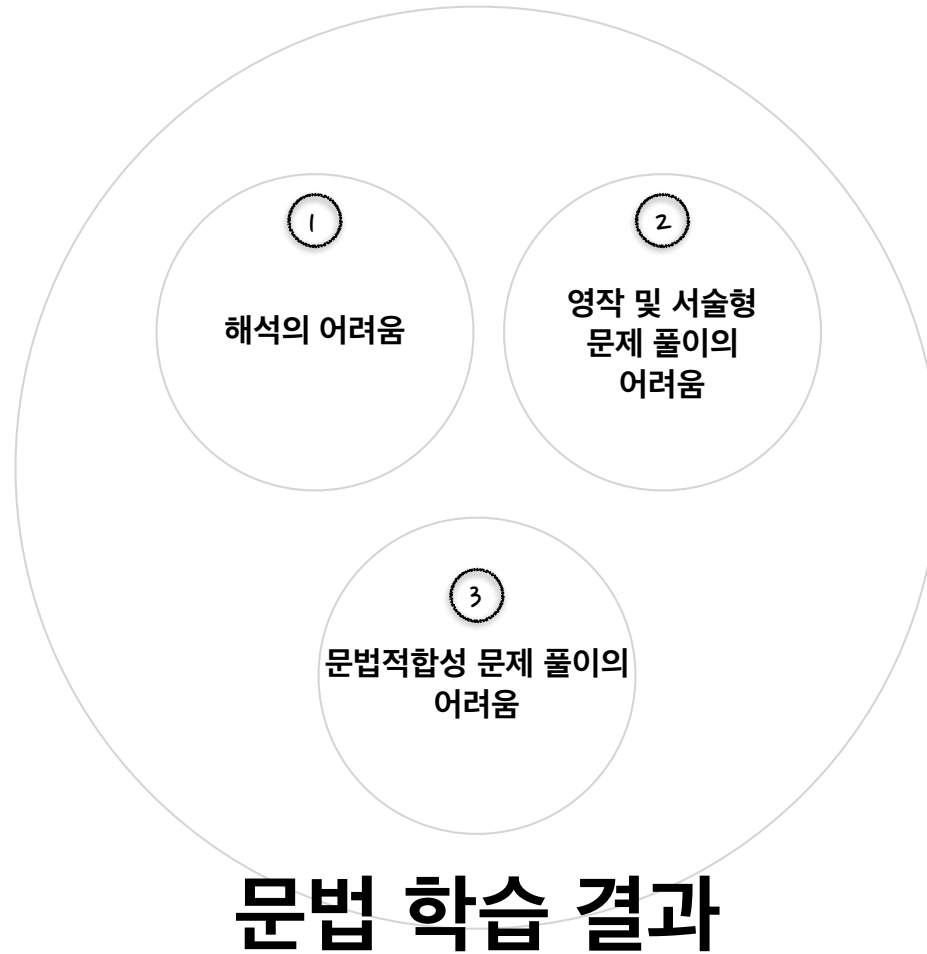 1
해석의 어려움
2
영작 및 서술형
문제 풀이의
어려움
3
문법적합성 문제 풀이의
어려움
문법 학습 결과